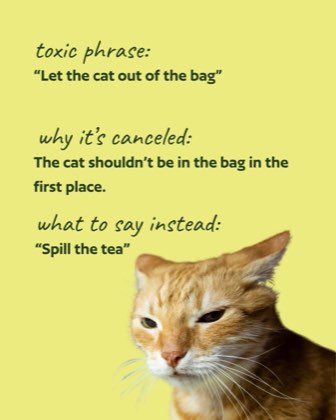 toxic phrase:
“Let the cat out of the bag”
why it’s canceled:
The cat shouldn’t be in the bag in the
first place.
what to say instead:
“Spill the tea”